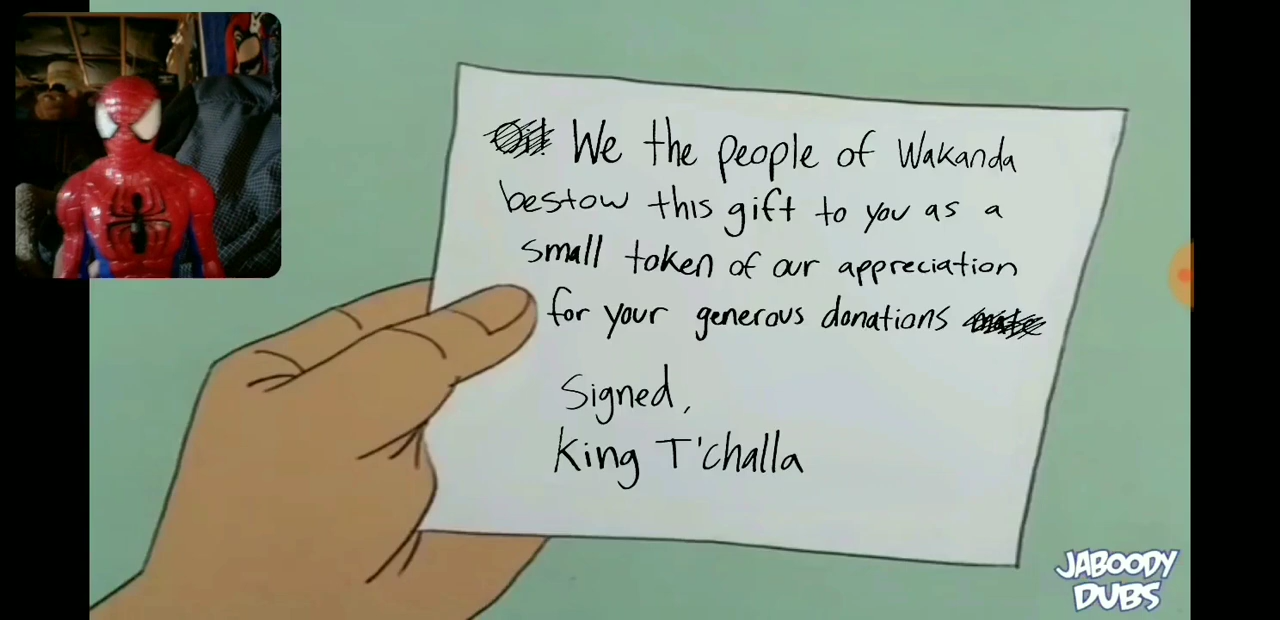 We the people of Wakanda
bestow this gift to you as a
small token of our appreciation
for your generous donations
Signed,
King T'challa
JABOODY
DUBS